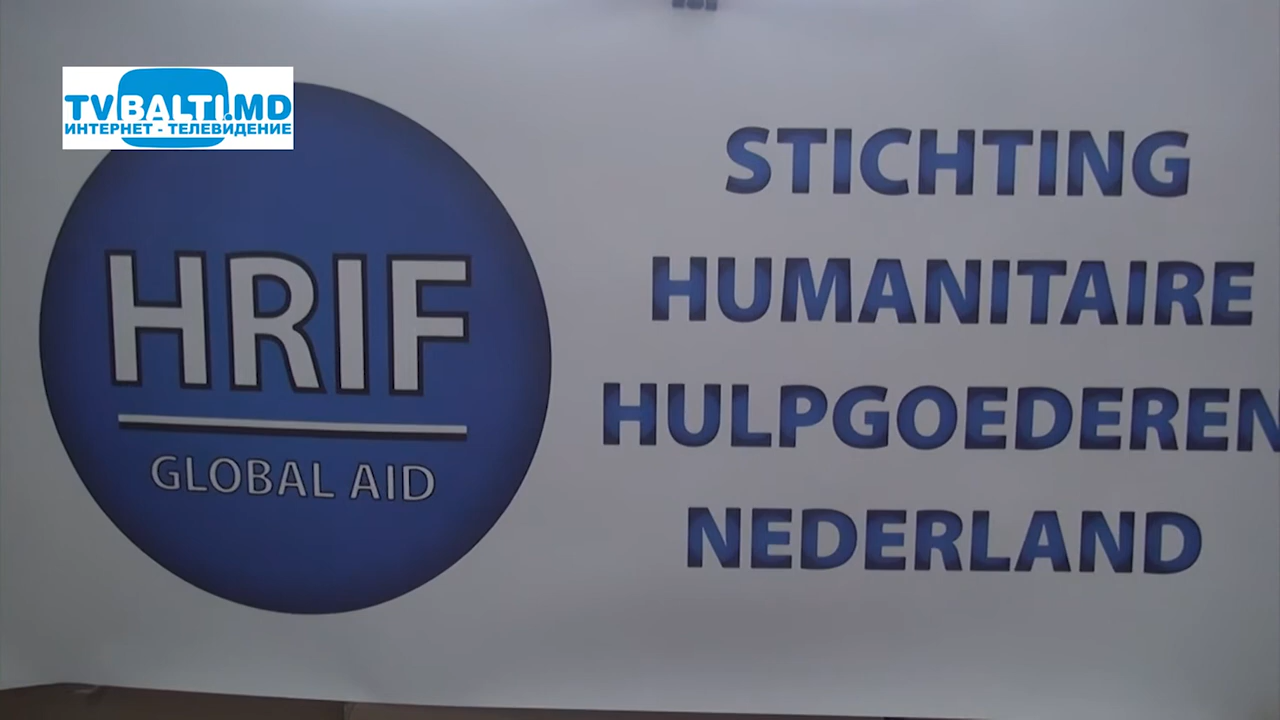 TVBALTI.MD
ИНТЕРНЕТ - ТЕЛЕВИДЕНИЕ
HRIF
GLOBAL AID
STICHTING
HUMANITAIRE
HULPGOEDEREN
NEDERLAND